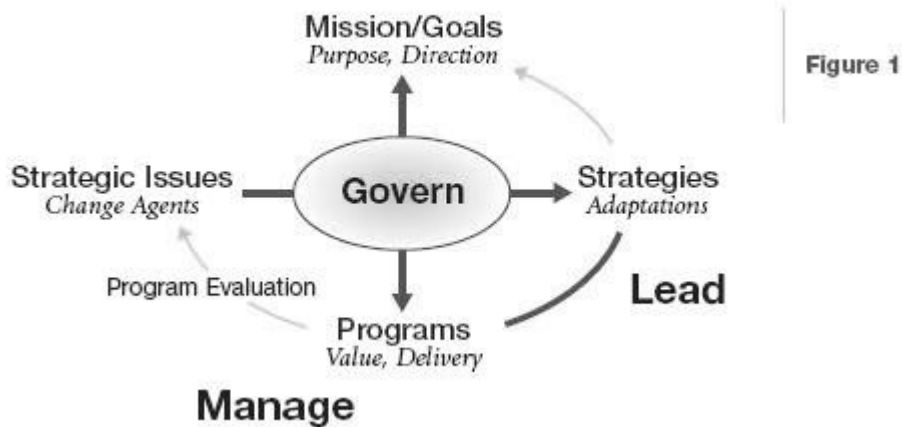 Mission/Goals
Purpose, Direction
Figure 1
Strategic Issues
Change Agents
Govern
Strategies
Adaptations
Program Evaluation
Lead
Programs
Value, Delivery
Manage